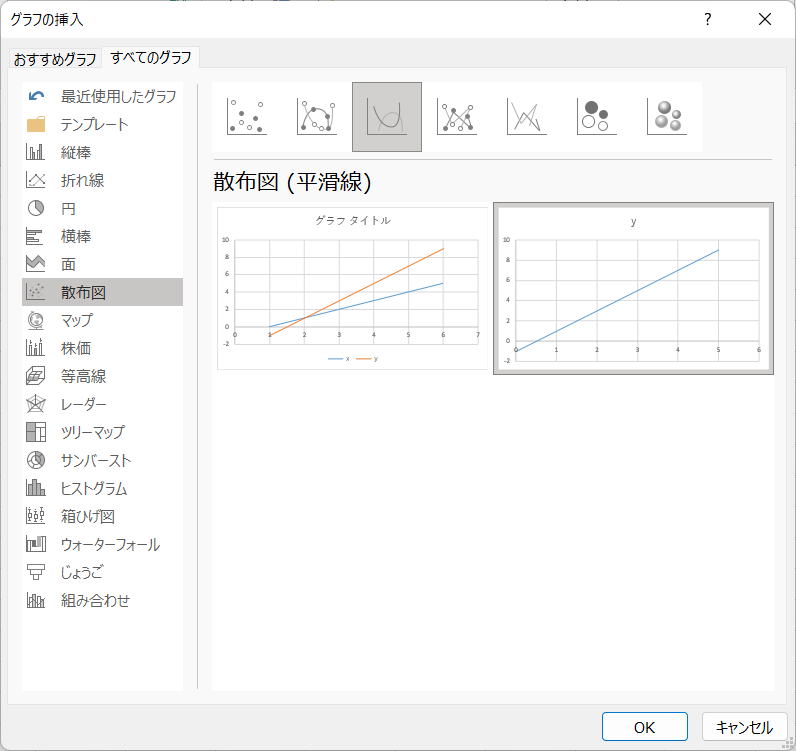 グラフの挿入
?
おすすめグラフ すべてのグラフ
最近使用したグラフ
テンプレート
縦棒
折れ線
円
横棒
面
散布図
マップ
株価
等高線
レーダー
ツリーマップ
サンバースト
ヒストグラム
箱ひげ図
ウォーターフォール
じょうご
組み合わせ
散布図 (平滑線)
グラフ タイトル
10
8
6
4
2
0
-2
0 1 2 3 4 5 6 7
x y
y
10
8
6
4
2
0
-2
0 1 2 3 4 5 6
OK キャンセル